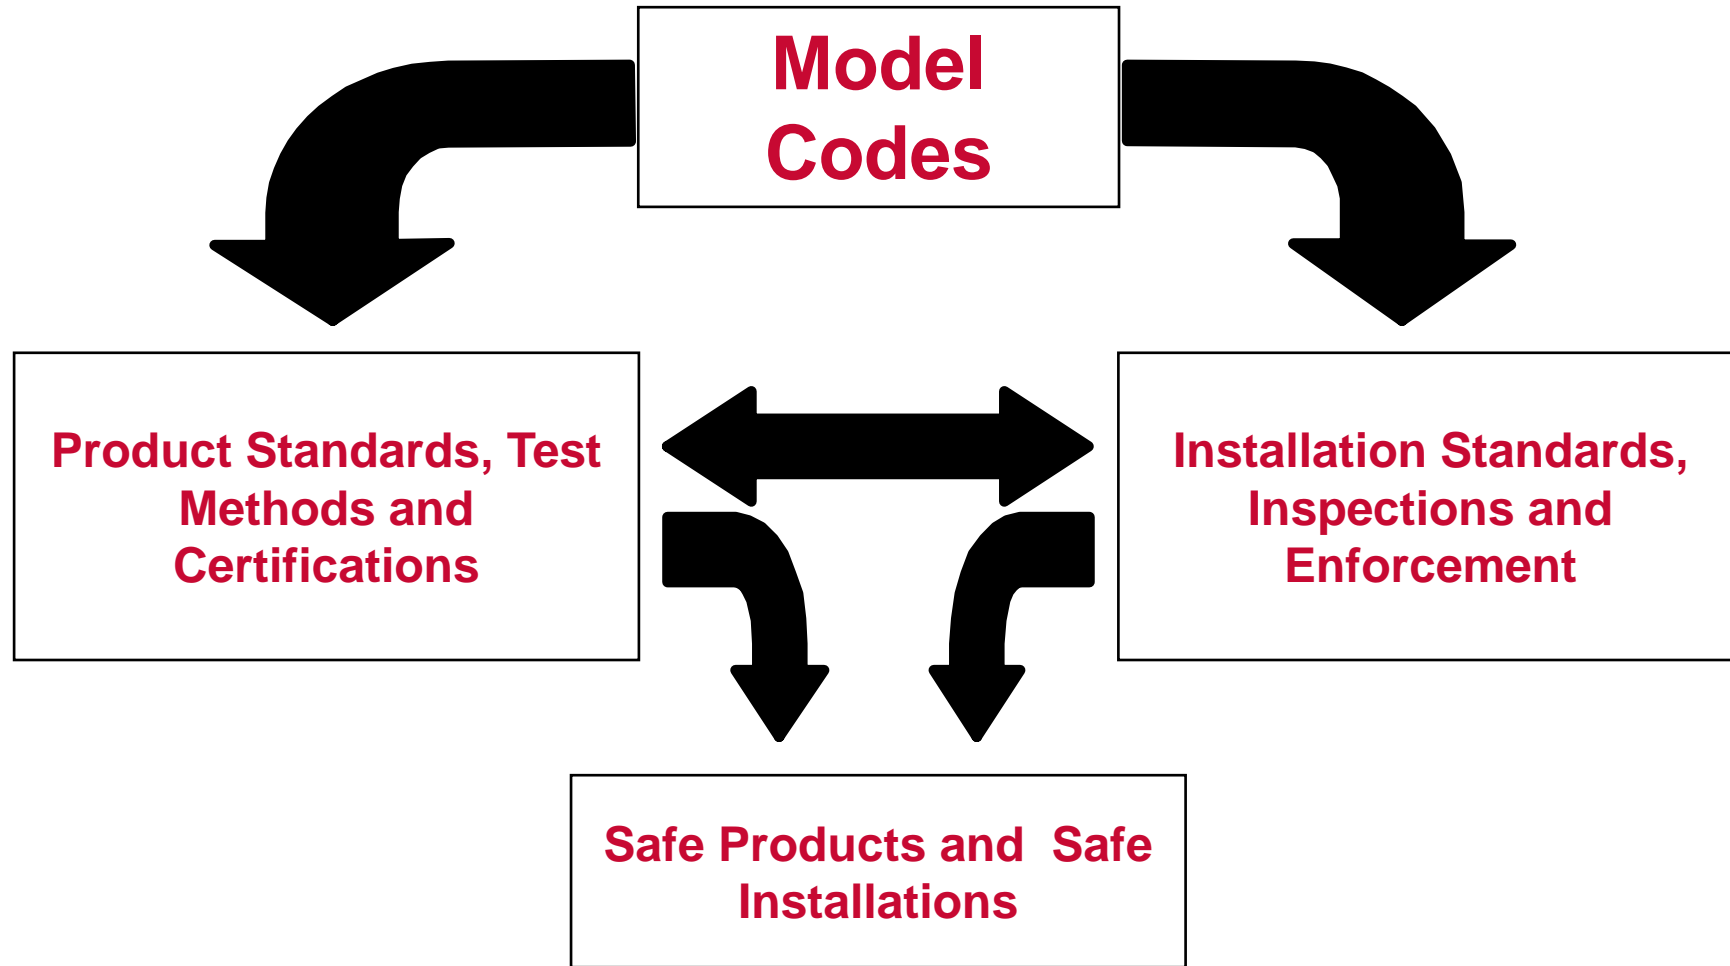 Model
Codes
Product Standards, Test
Methods and
Certifications
Installation Standards,
Inspections and
Enforcement
Safe Products and  Safe
Installations